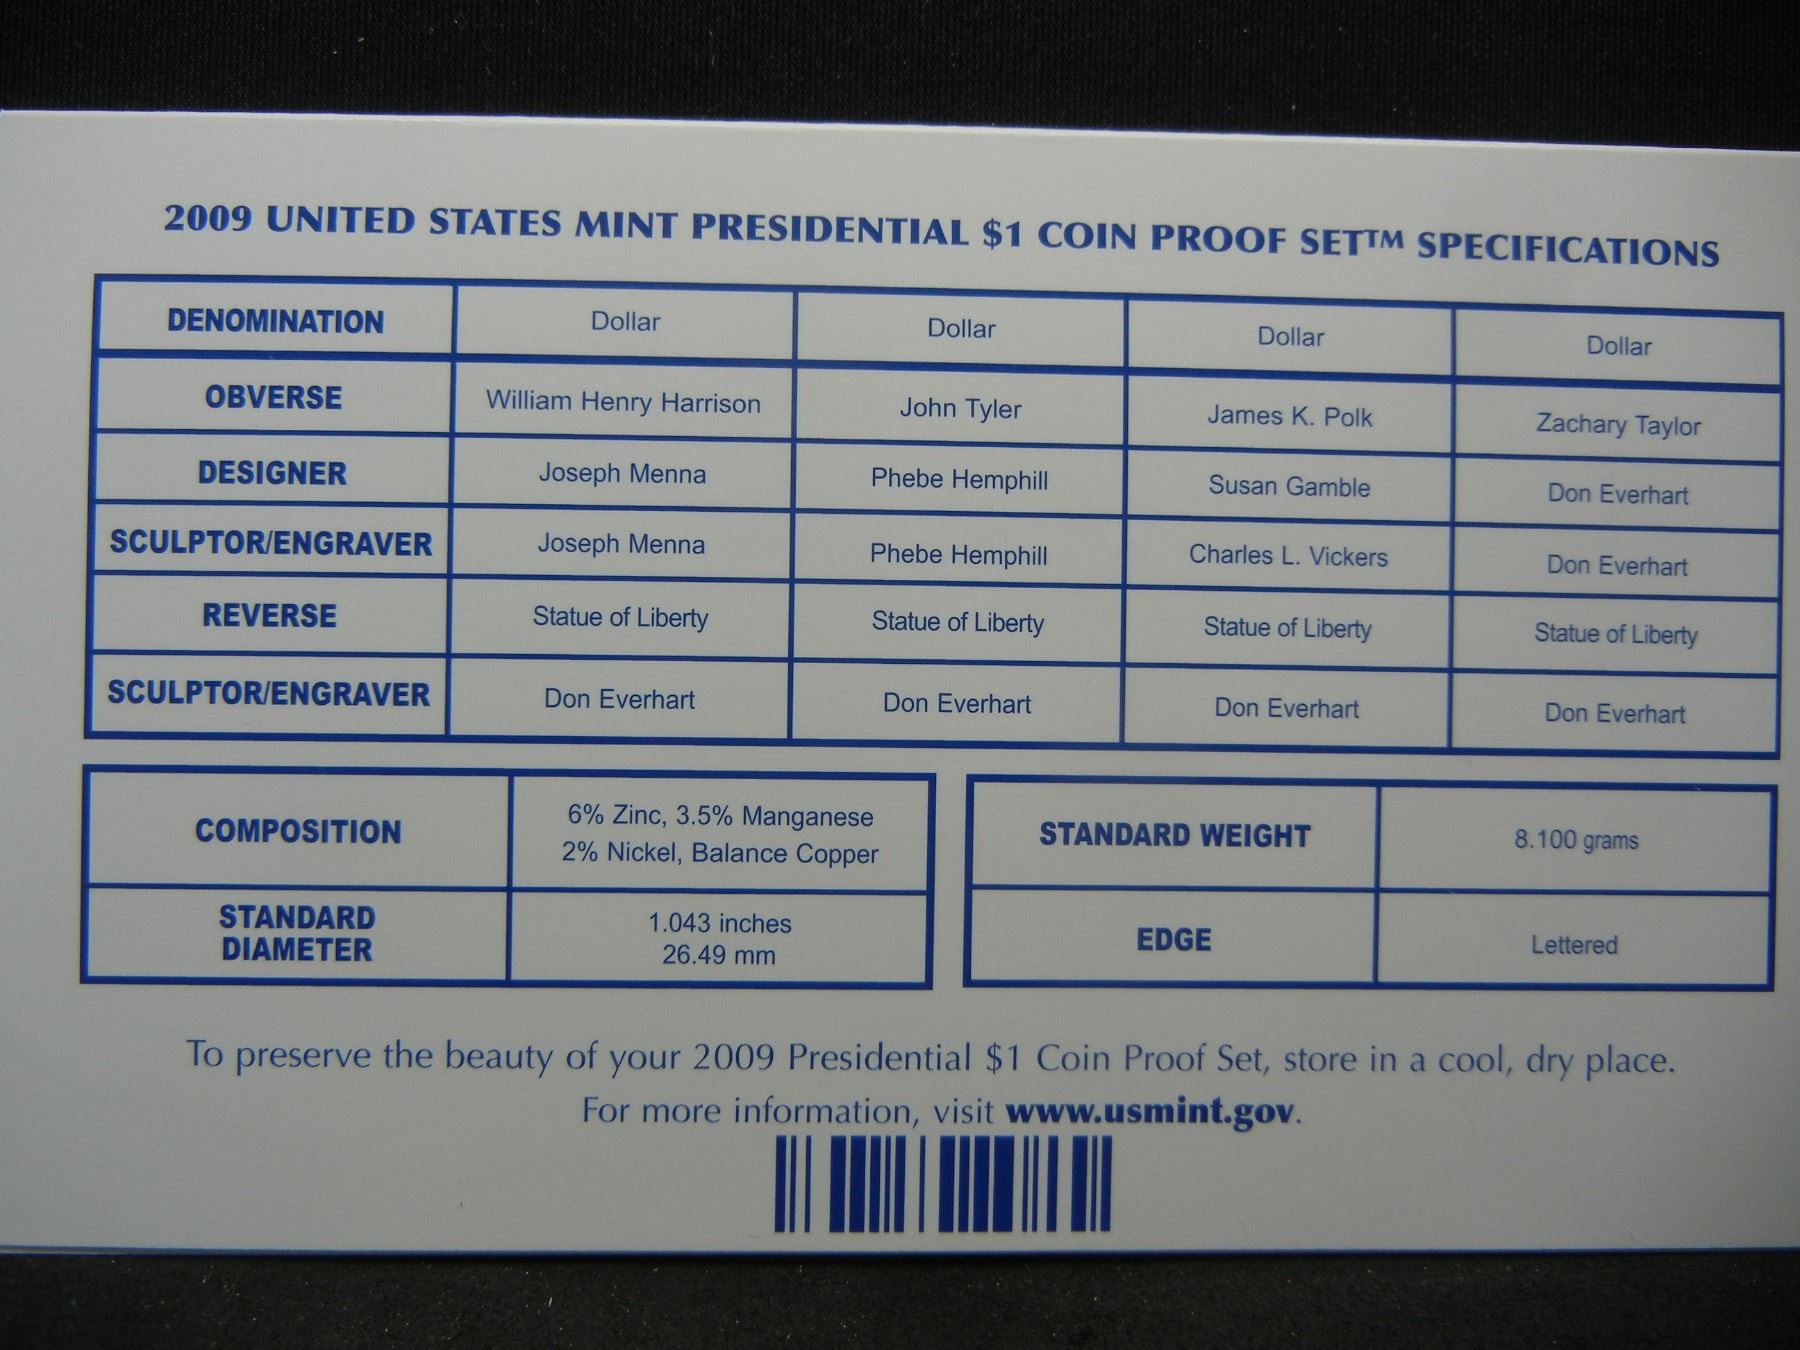 2009 UNITED STATES MINT PRESIDENTIAL $1 COIN PROOF SET™ SPECIFICATIONS
DENOMINATION Dollar Dollar Dollar Dollar
OBVERSE William Henry Harrison John Tyler James K. Polk Zachary Taylor
DESIGNER Joseph Menna Phebe Hemphill Susan Gamble Don Everhart
SCULPTOR/ENGRAVER Joseph Menna Phebe Hemphill Charles L. Vickers Don Everhart
REVERSE Statue of Liberty Statue of Liberty Statue of Liberty Statue of Liberty
SCULPTOR/ENGRAVER Don Everhart Don Everhart Don Everhart Don Everhart
COMPOSITION
6% Zinc, 3.5% Manganese
2% Nickel, Balance Copper
STANDARD
DIAMETER
1.043 inches
26.49 mm
STANDARD WEIGHT 8.100 grams
EDGE Lettered
To preserve the beauty of your 2009 Presidential $1 Coin Proof Set, store in a cool, dry place.
For more information, visit www.usmint.gov.